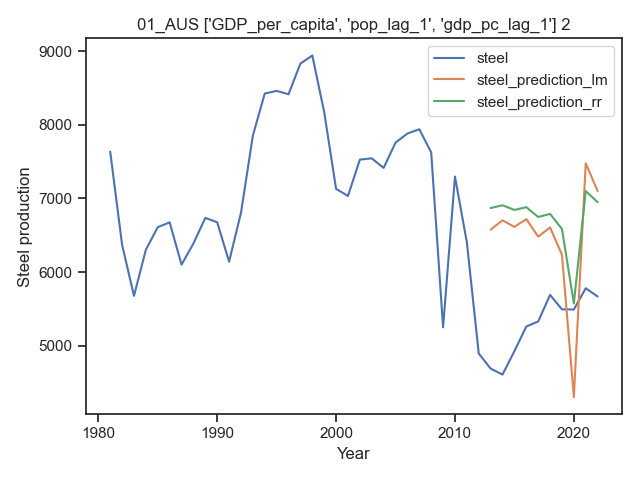 01_AUS ['GDP_per_capita', 'pop_lag_1', 'gdp_pc_lag_1'] 2
steel
steel_prediction_lm
steel_prediction_rr
Steel production
9000
8000
7000
6000
5000
1980
1990
2000
2010
2020
Year